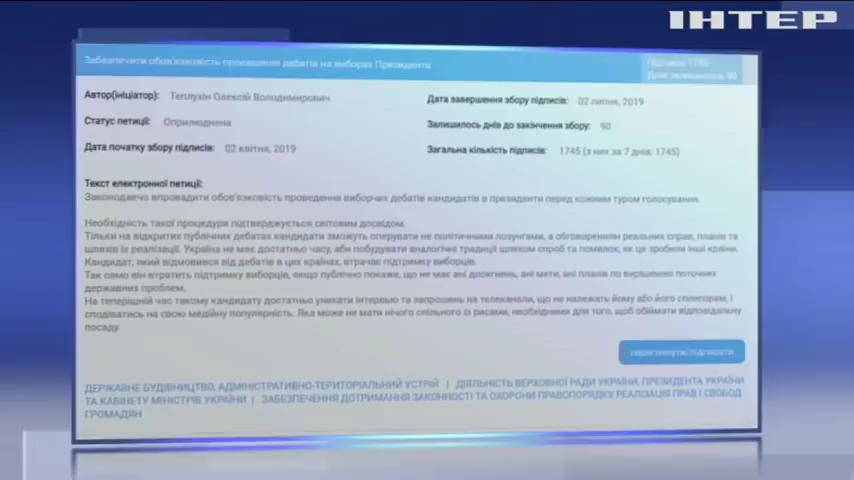 ІНТЕР
Забезпечити обов'язковість проведення дебатів на виборах Президента
Підписів 1745
Днів залишилось 90
Автор(ініціатор): Теплухін Олексій Володимирович
Дата завершення збору підписів: 02 липня, 2019
Статус петиції: Оприлюднена
Залишилось днів до закінчення збору: 90
Дата початку збору підписів: 02 квітня, 2019
Загальна кількість підписів: 1745 (з них за 7 днів: 1745)
Текст електронної петиції:
Законодавчо впровадити обов'язковість проведення виборчих дебатів кандидатів в президенти перед кожним туром голосування.
Необхідність такої процедури підтверджується світовим досвідом.
Тільки на відкритих публічних дебатах кандидати зможуть оперувати не політичними лозунгами, а обговоренням реальних справ, планів та
шляхів їх реалізації. Україна не має достатньо часу, аби побудувати аналогічні традиції шляхом спроб та помилок, як це зробили інші країни.
Кандидат, який відмовився від дебатів в цих країнах, втрачає підтримку виборців.
Так само він втратить підтримку виборців, якщо публічно покаже, що не має ані досягнень, ані мети, ані планів по вирішенню поточних
державних проблем.
На теперішній час такому кандидату достатньо уникати інтервью та запрошень на телеканали, що не належать йому або його спонсорам, і
сподіватись на свою медійну популярність. Яка може не мати нічого спільного із рисами, необхідними для того, щоб обіймати відповідальну
посаду.
переглянути/підписати
ДЕРЖАВНЕ БУДІВНИЦТВО, АДМІНІСТРАТИВНО-ТЕРИТОРІАЛЬНИЙ УСТРІЙ | ДІЯЛЬНІСТЬ ВЕРХОВНОЇ РАДИ УКРАЇНИ, ПРЕЗИДЕНТА УКРАЇНИ
ТА КАБІНЕТУ МІНІСТРІВ УКРАЇНИ | ЗАБЕЗПЕЧЕННЯ ДОТРИМАННЯ ЗАКОННОСТІ ТА ОХОРОНИ ПРАВОПОРЯДКУ, РЕАЛІЗАЦІЯ ПРАВ І СВОБОД
ГРОМАДЯН